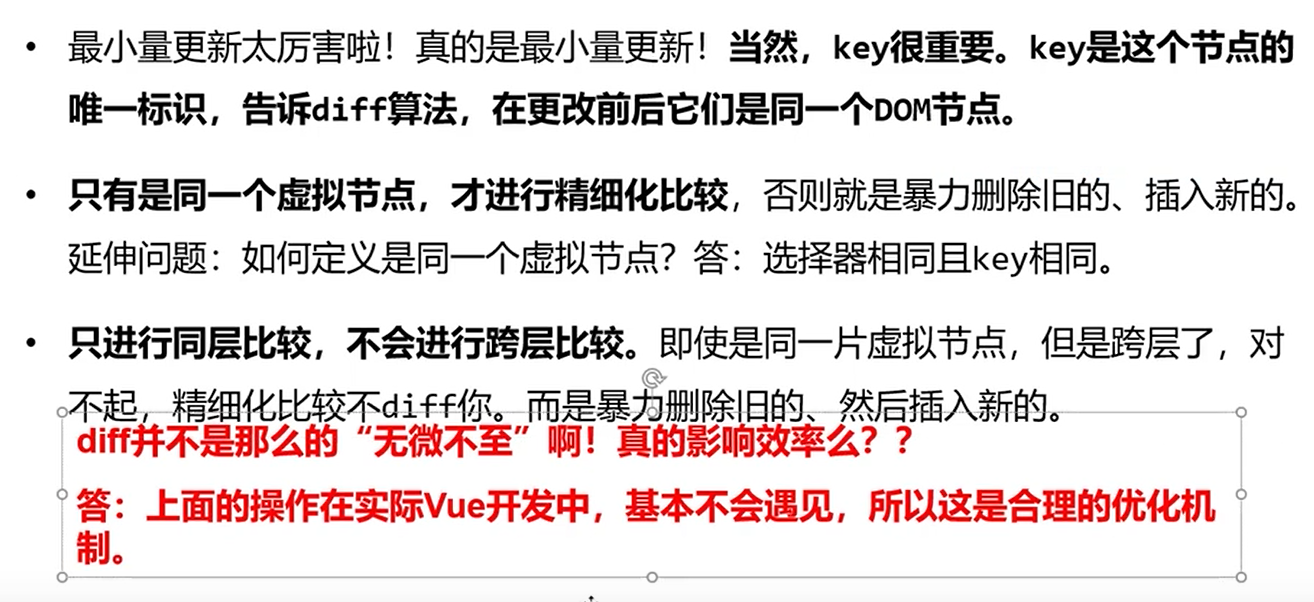 • 最小量更新太厉害啦！真的是最小量更新！当然，key很重要。key是这个节点的
唯一标识，告诉diff算法，在更改前后它们是同一个DOM节点。
• 只有是同一个虚拟节点，才进行精细化比较，否则就是暴力删除旧的、插入新的。
延伸问题：如何定义是同一个虚拟节点？答：选择器相同且key相同。
• 只进行同层比较，不会进行跨层比较。即使是同一片虚拟节点，但是跨层了，对
不起，精细化比较不diff你。而是暴力删除旧的、然后插入新的。
diff并不是那么的“无微不至”啊！真的影响效率么？？
答：上面的操作在实际Vue开发中，基本不会遇见，所以这是合理的优化机
制。